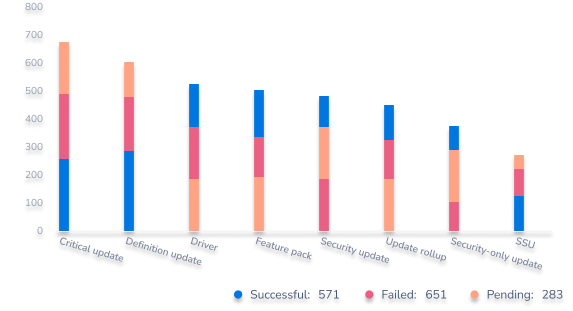 800
700
600
500
400
300
200
100
0
Critical update
Definition update
Driver
Feature pack
Security update
Update rollup
Security-only update
SSU
Successful: 571 Failed: 651 Pending: 283